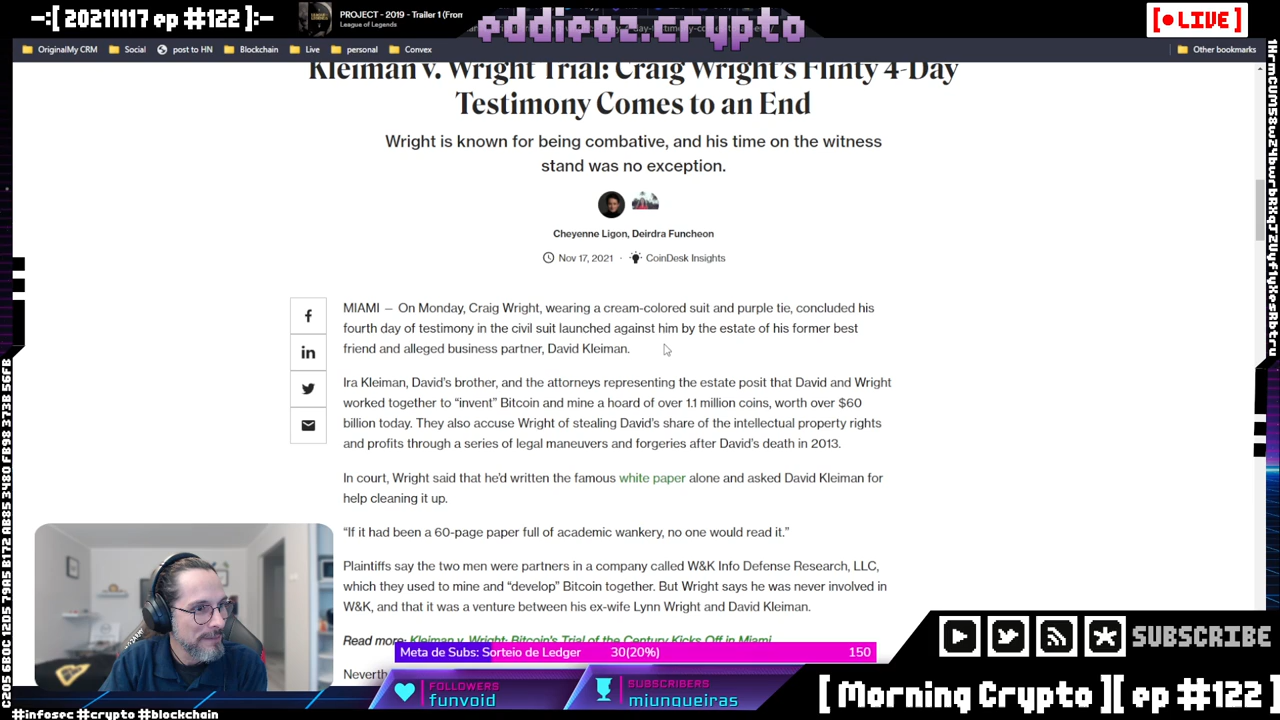 -:[ 20211117 ep #122 ]:-
PROJECT - 2019 - Trailer 1 (From
League of Legends
eddieoz.crypto
[●LIVE]
OriginalMy CRM
Social
post to HN
Blockchain
Live
personal
Convex
Other bookmarks
Kleiman v. Wright Trial: Craig Wright's Flinty 4-Day
Testimony Comes to an End
Wright is known for being combative, and his time on the witness
stand was no exception.
Cheyenne Ligon, Deirdra Funcheon
Nov 17, 2021 · CoinDesk Insights
MIAMI — On Monday, Craig Wright, wearing a cream-colored suit and purple tie, concluded his
fourth day of testimony in the civil suit launched against him by the estate of his former best
friend and alleged business partner, David Kleiman.
Ira Kleiman, David's brother, and the attorneys representing the estate posit that David and Wright
worked together to “invent” Bitcoin and mine a hoard of over 1.1 million coins, worth over $60
billion today. They also accuse Wright of stealing David's share of the intellectual property rights
and profits through a series of legal maneuvers and forgeries after David's death in 2013.
In court, Wright said that he'd written the famous white paper alone and asked David Kleiman for
help cleaning it up.
“If it had been a 60-page paper full of academic wankery, no one would read it.”
Plaintiffs say the two men were partners in a company called W&K Info Defense Research, LLC,
which they used to mine and “develop” Bitcoin together. But Wright says he was never involved in
W&K, and that it was a venture between his ex-wife Lynn Wright and David Kleiman.
Read more: Kleiman v. Wright: Bitcoin's Trial of the Century Kicks Off in Miami
Neverth
Meta de Subs: Sorteio de Ledger 30(20%) 150
FOLLOWERS
funvoid
SUBSCRIBERS
mjunqueiras
SUBSCRIBE
[ Morning Crypto ][ ep #122 ]
#infosec #crypto #blockchain